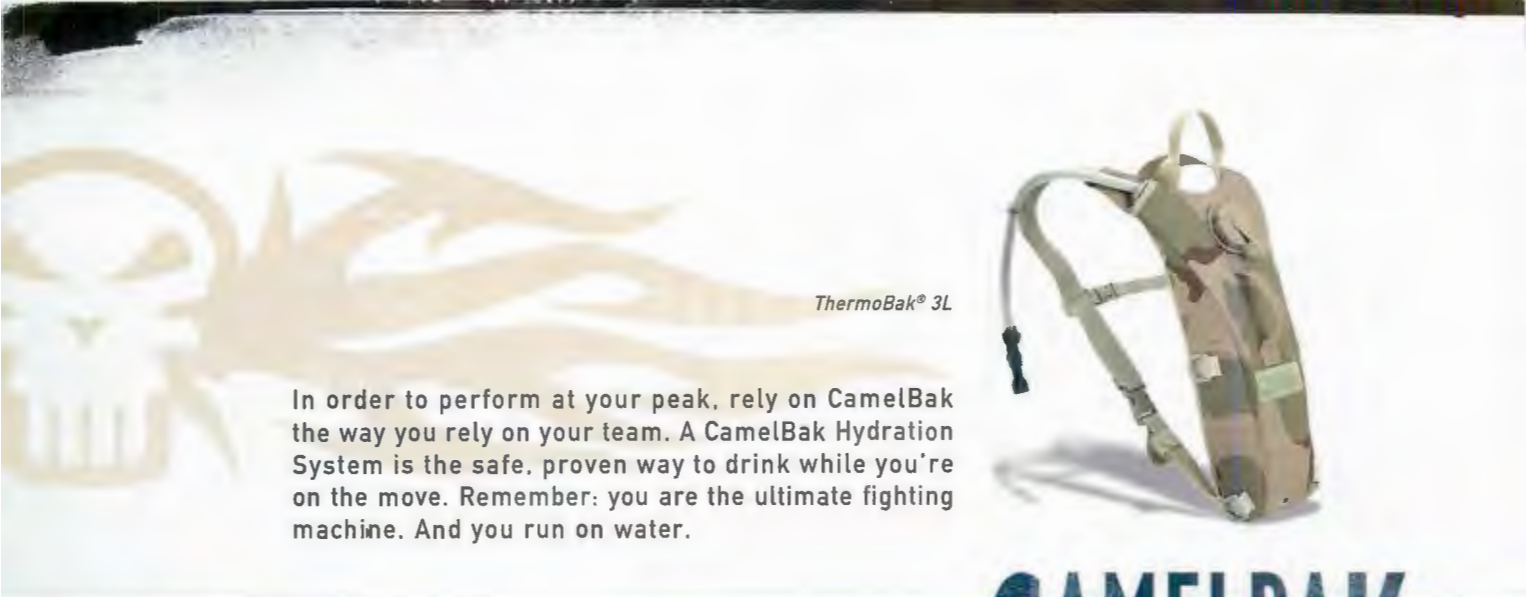 ThermoBak® 3L
In order to perform at your peak, rely on CamelBak
the way you rely on your team. A CamelBak Hydration
System is the safe, proven way to drink while you're
on the move. Remember: you are the ultimate fighting
machine. And you run on water.
CAMELBAK